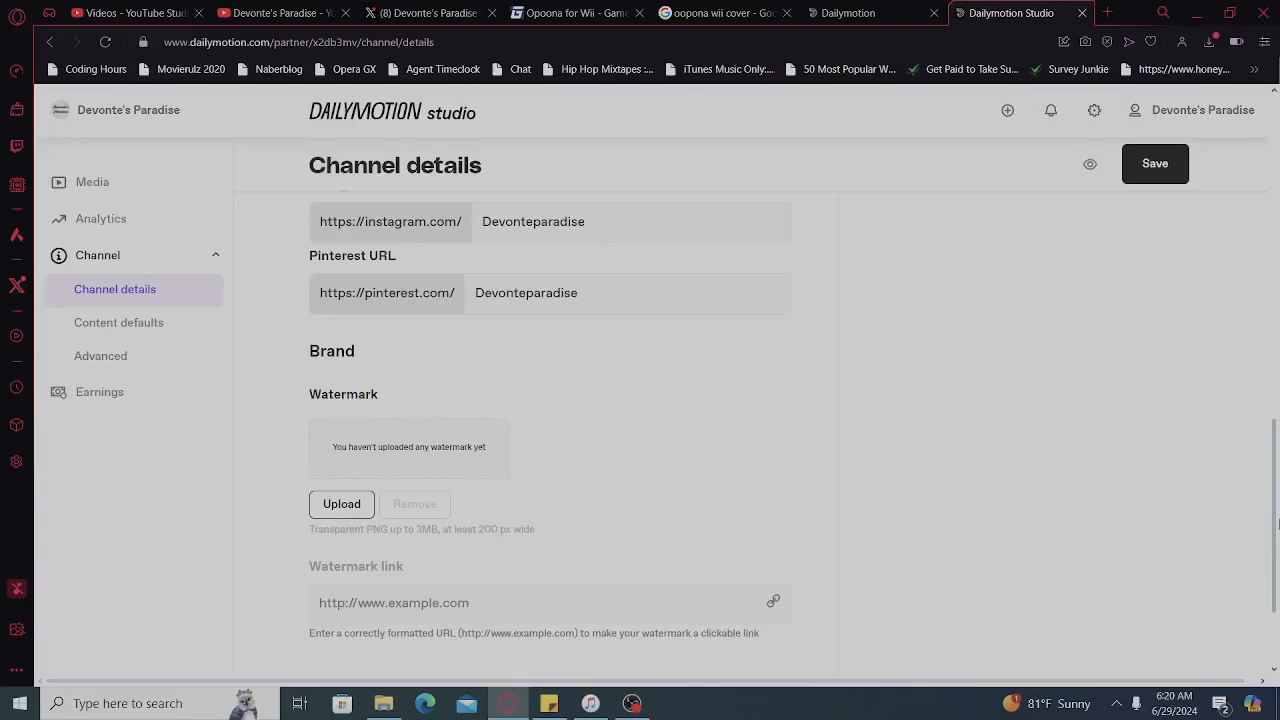 YouTube Studio
Devonte's Paradise - Y
(8) Devonte's Paradise
Opoona for Wii - Gam
oopona wii cover - Go
Dailymotion
Dailymotion Studio
www.dailymotion.com/partner/x2db3mv/channel/details
Coding Hours
Movierulz 2020
Naberblog
Opera GX
Agent Timeclock
Chat
Hip Hop Mixtapes :...
iTunes Music Only:...
50 Most Popular W...
Get Paid to Take Su...
Survey Junkie
https://www.honey...
Devonte's Paradise
DAILYMOTION studio
Devonte's Paradise
Channel details
Save
Media
Analytics
Channel
Channel details
Content defaults
Advanced
Earnings
https://instagram.com/ Devonteparadise
Pinterest URL
https://pinterest.com/ Devonteparadise
Brand
Watermark
You haven't uploaded any watermark yet
Upload
Remove
Transparent PNG up to 3MB, at least 200 px wide
Watermark link
http://www.example.com
Enter a correctly formatted URL (http://www.example.com) to make your watermark a clickable link
Type here to search
1
81°F Sunny
6:20 AM
6/29/2024
2